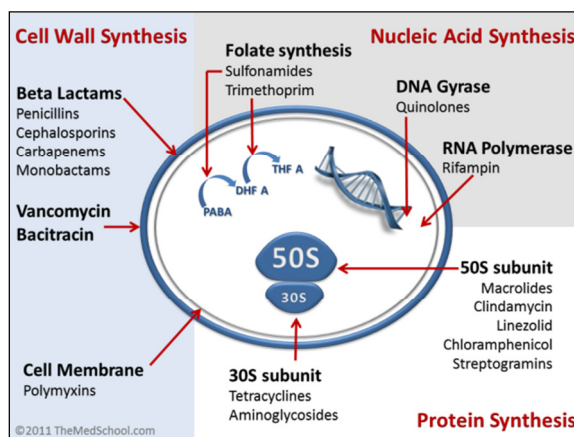 Cell Wall Synthesis
Beta Lactams
Penicillins
Cephalosporins
Carbapenems
Monobactams
Vancomycin
Bacitracin
Cell Membrane
Polymyxins
©2011 TheMedSchool.com
Folate synthesis
Sulfonamides
Trimethoprim
PABA
DHF A
THF A
Nucleic Acid Synthesis
DNA Gyrase
Quinolones
RNA Polymerase
Rifampin
50S
30S
50S subunit
Macrolides
Clindamycin
Linezolid
Chloramphenicol
Streptogramins
30S subunit
Tetracyclines
Aminoglycosides
Protein Synthesis